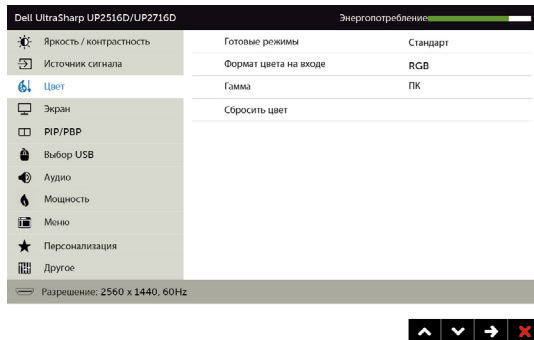 Dell UltraSharp UP2516D/UP2716D Энергопотребление
Яркость / контрастность Готовые режимы Стандарт
Источник сигнала Формат цвета на входе RGB
Цвет Гамма ПК
Экран Сбросить цвет
PIP/PBP
Выбор USB
Аудио
Мощность
Меню
Персонализация
Другое
Разрешение: 2560 x 1440, 60Hz